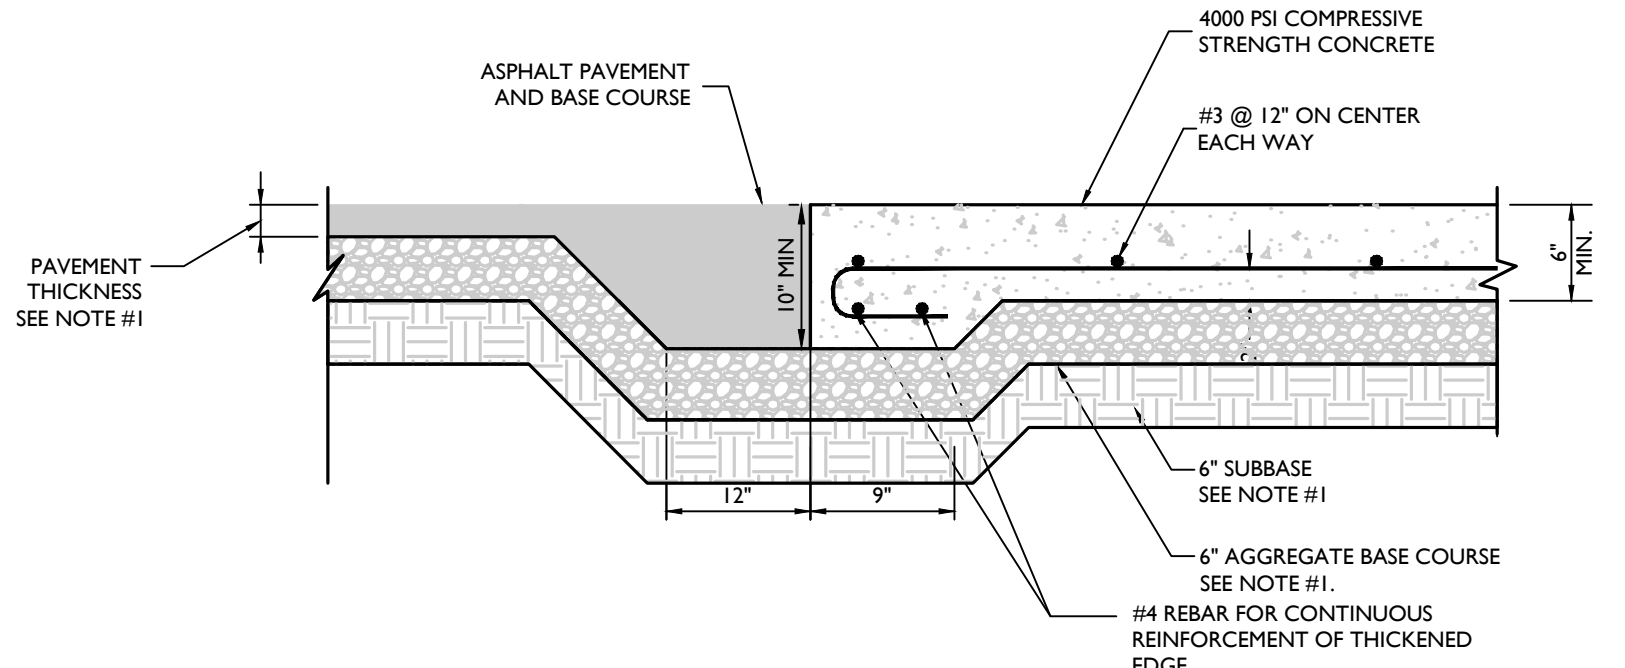 4000 PSI COMPRESSIVE
STRENGTH CONCRETE
ASPHALT PAVEMENT
AND BASE COURSE
#3 @ 12" ON CENTER
EACH WAY
PAVEMENT
THICKNESS
SEE NOTE #1
10" MIN
6"
MIN.
12"
9"
6" SUBBASE
SEE NOTE #1
6" AGGREGATE BASE COURSE
SEE NOTE #1.
#4 REBAR FOR CONTINUOUS
REINFORCEMENT OF THICKENED
EDGE